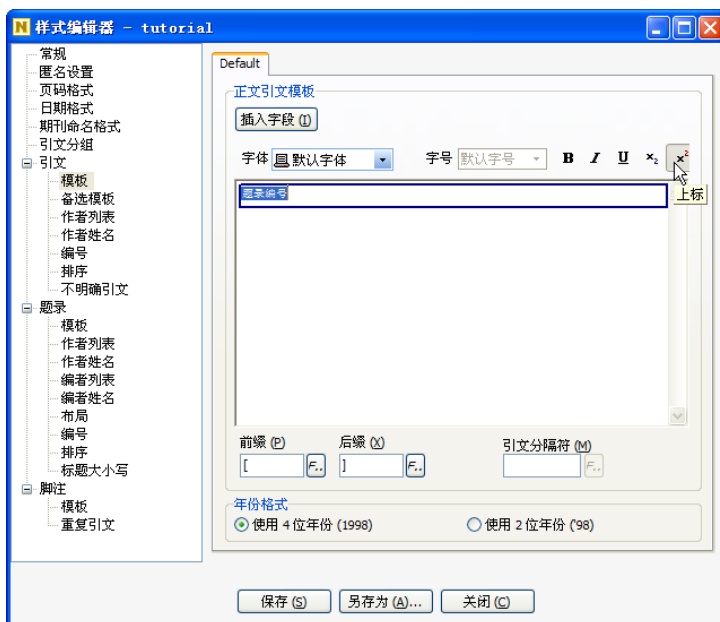 样式编辑器 - tutorial
常规
匿名设置
页码格式
日期格式
期刊命名格式
引文分组
引文
模板
备选模板
作者列表
作者姓名
编号
排序
不明确引文
题录
模板
作者列表
作者姓名
编者列表
编者姓名
布局
编号
排序
标题大小写
脚注
模板
重复引文
Default
正文引文模板
插入字段 (I)
字体 默认字体 字号 默认字号 B I U x₂ x²
上标
题录编号
前缀 (P) 后缀 (X) 引文分隔符 (M)
[ F.. ] F.. F..
年份格式
使用 4 位年份 (1998) 使用 2 位年份 ('98)
保存 (S) 另存为 (A)... 关闭 (C)